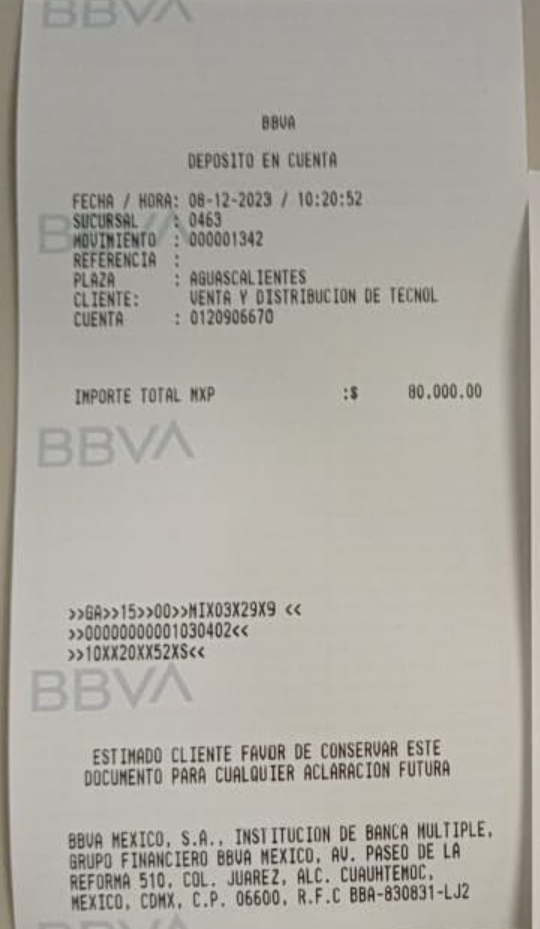 BBVA
BBVA
DEPOSITO EN CUENTA
FECHA / HORA: 08-12-2023 / 10:20:52
SUCURSAL : 0463
MOVIMIENTO : 000001342
REFERENCIA :
PLAZA : AGUASCALIENTES
CLIENTE: VENTA Y DISTRIBUCION DE TECNOL
CUENTA : 0120906670
IMPORTE TOTAL MXP :$ 80,000.00
BBVA
>>GA>>15>>00>>MIX03X29X9 <<
>>00000000001030402<<
>>10XX20XX52XS<<
BBVA
ESTIMADO CLIENTE FAVOR DE CONSERVAR ESTE
DOCUMENTO PARA CUALQUIER ACLARACION FUTURA
BBVA MEXICO, S.A., INSTITUCION DE BANCA MULTIPLE,
GRUPO FINANCIERO BBVA MEXICO, AV. PASEO DE LA
REFORMA 510, COL. JUAREZ, ALC. CUAUHTEMOC,
MEXICO, CDMX, C.P. 06600, R.F.C BBA-830831-LJ2